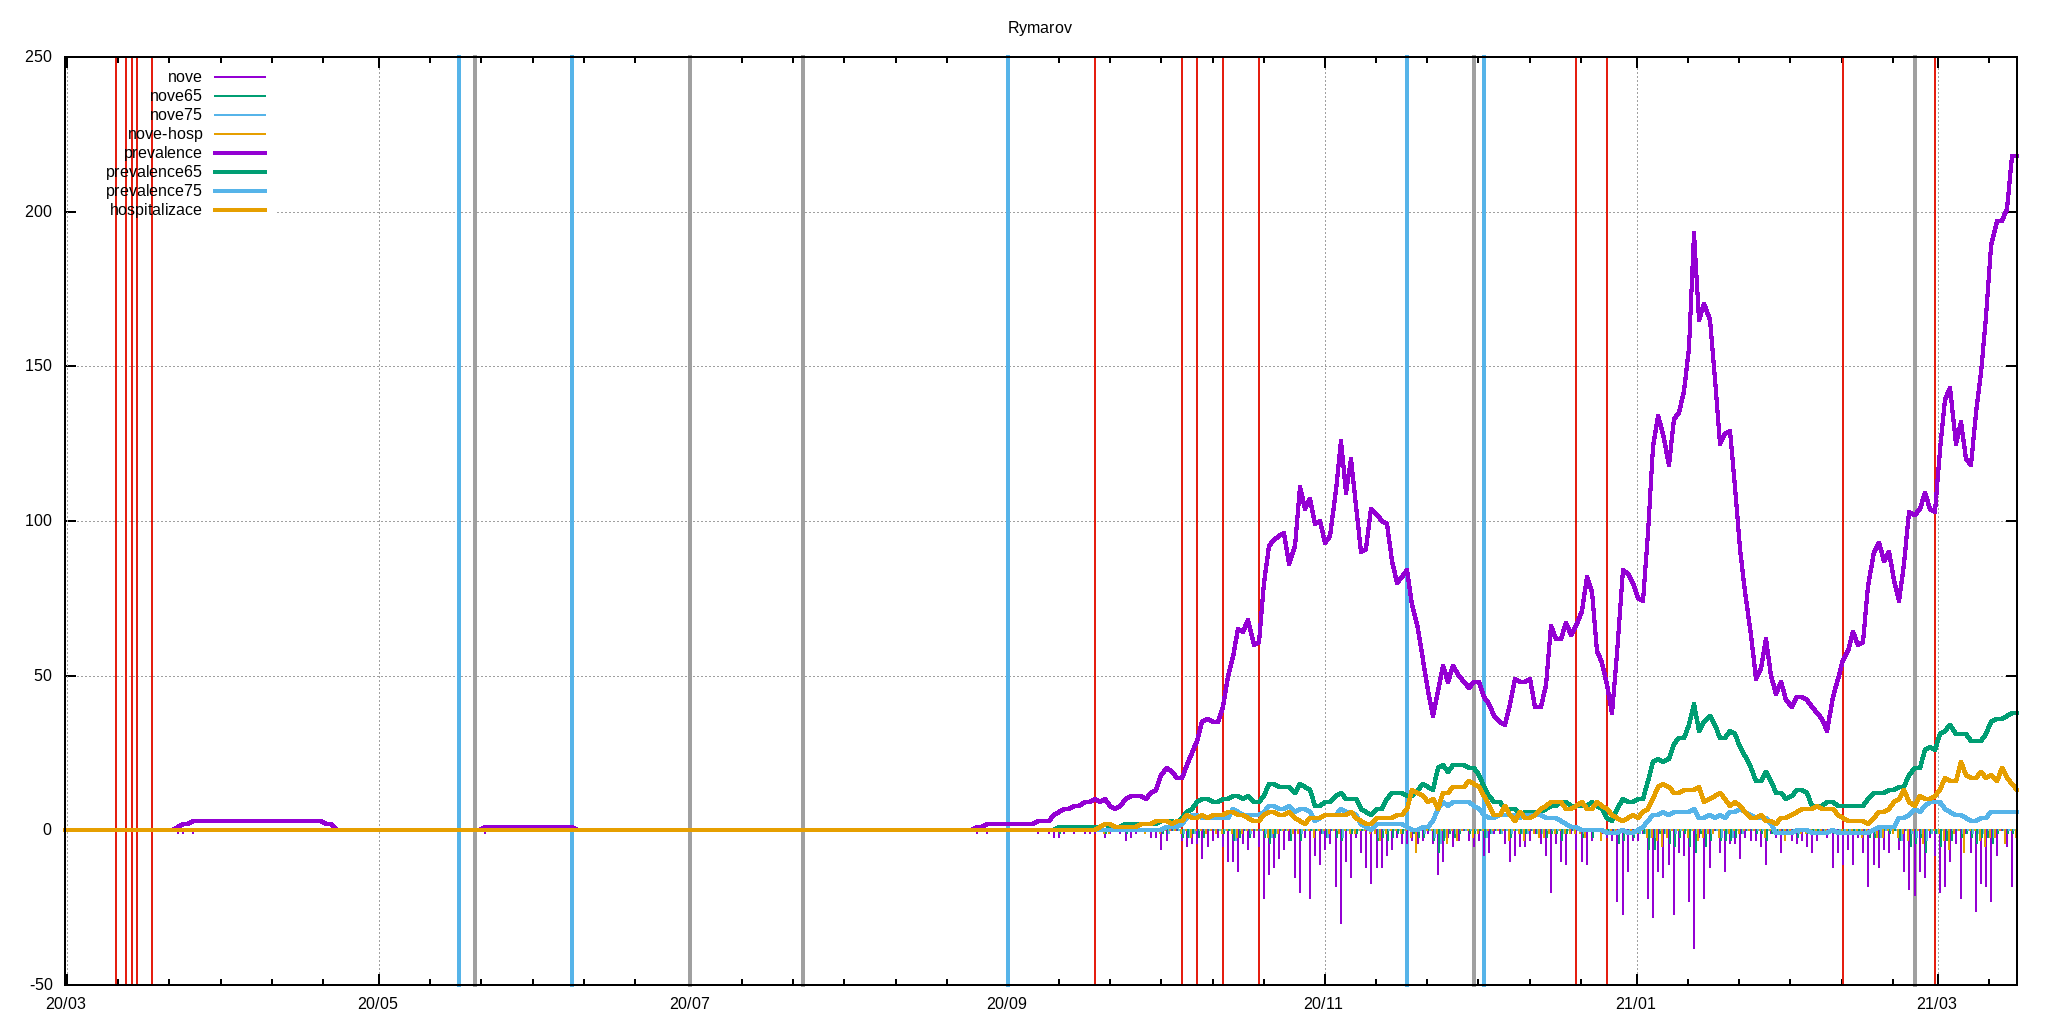 Rymarov
250
nove
nove65
nove75
nove-hosp
prevalence
prevalence65
prevalence75
hospitalizace
200
150
100
50
0
-50
20/03 20/05 20/07 20/09 20/11 21/01 21/03